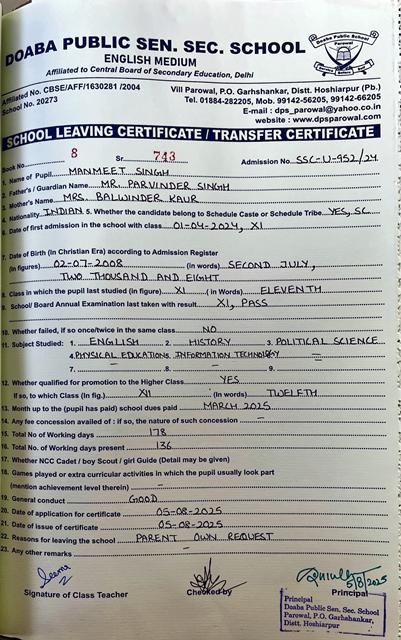 DOABA PUBLIC SEN. SEC. SCHOOL
ENGLISH MEDIUM
Affiliated to Central Board of Secondary Education, Delhi
Doaba Public School
Parowal
Affiliated No. CBSE/AFF/1630281 /2004
School No. 20273
Vill Parowal, P.O. Garhshankar, Distt. Hoshiarpur (Pb.)
Tel. 01884-282205, Mob. 99142-56205, 99142-66205
E-mail : dps_parowal@yahoo.co.in
website : www.dpsparowal.com
SCHOOL LEAVING CERTIFICATE / TRANSFER CERTIFICATE
Book No. 8 Sr. 743 Admission No. SSC-U-952/24
1. Name of Pupil MANMEET SINGH
2. Father's / Guardian Name MR. PARVINDER SINGH
3. Mother's Name MRS. BALWINDER KAUR
4. Nationality INDIAN 5. Whether the candidate belong to Schedule Caste or Schedule Tribe YES, SC
6. Date of first admission in the school with class 01-04-2024, XI
7. Date of Birth (In Christian Era) according to Admission Register
(in figures) 02-07-2008 (in words) SECOND JULY,
TWO THOUSAND AND EIGHT
8. Class in which the pupil last studied (in figure) XI (in Words) ELEVENTH
9. School/ Board Annual Examination last taken with result XI, PASS
10. Whether failed, if so once/twice in the same class NO
11. Subject Studied: 1. ENGLISH 2. HISTORY 3. POLITICAL SCIENCE
4. PHYSICAL EDUCATION 5. INFORMATION TECHNOLOGY =
7. - 8. - 9. -
12. Whether qualified for promotion to the Higher Class YES
If so, to which Class (in fig.) XII (in Words) TWELFTH
13. Month up to the (pupil has paid) school dues paid MARCH 2025
14. Any fee concession availed : if so, the nature of such concession -
15. Total No of Working days 178
16. Total No. of Working days present 136
17. Whether NCC Cadet / boy Scout / girl Guide (Detail may be given)
18. Games played or extra curricular activities in which the pupil usually look part
(mention achievement level therein) -
19. General conduct GOOD
20. Date of application for certificate 05-08-2025
21. Date of issue of certificate 05-08-2025
22. Reasons for leaving the school PARENT OWN REQUEST
23. Any other remarks -
5/8/2025
Signature of Class Teacher Checked by Principal
Principal
Doaba Public Sen. Sec. School
Parowal, P.O. Garhshankar,
Distt. Hoshiarpur